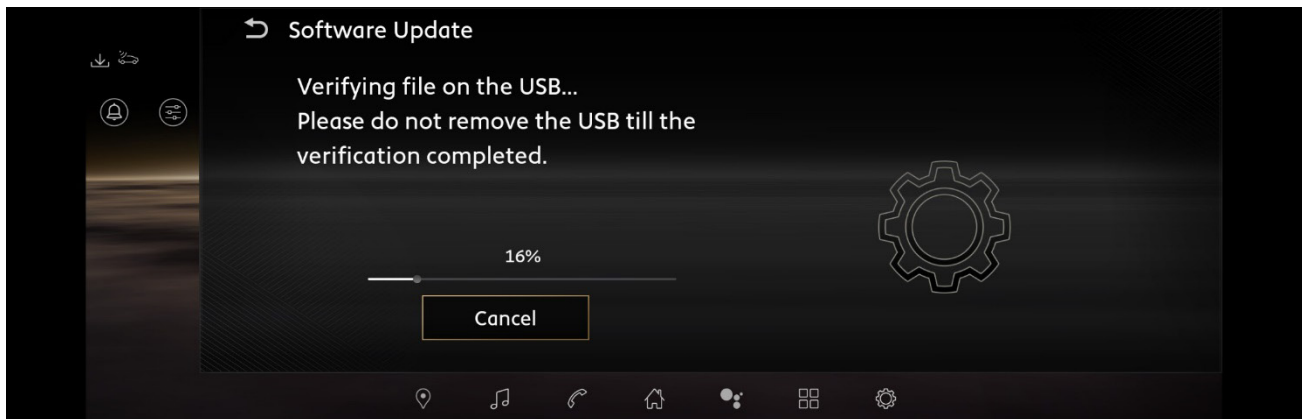 Software Update
Verifying file on the USB...
Please do not remove the USB till the
verification completed.
16%
Cancel